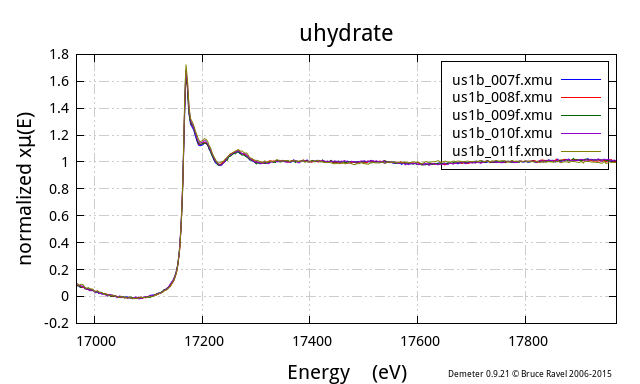 uhydrate
normalized xμ(E)
1.8
1.6
1.4
1.2
1
0.8
0.6
0.4
0.2
0
-0.2
us1b_007f.xmu
us1b_008f.xmu
us1b_009f.xmu
us1b_010f.xmu
us1b_011f.xmu
17000 17200 17400 17600 17800
Energy (eV)
Demeter 0.9.21 © Bruce Ravel 2006-2015